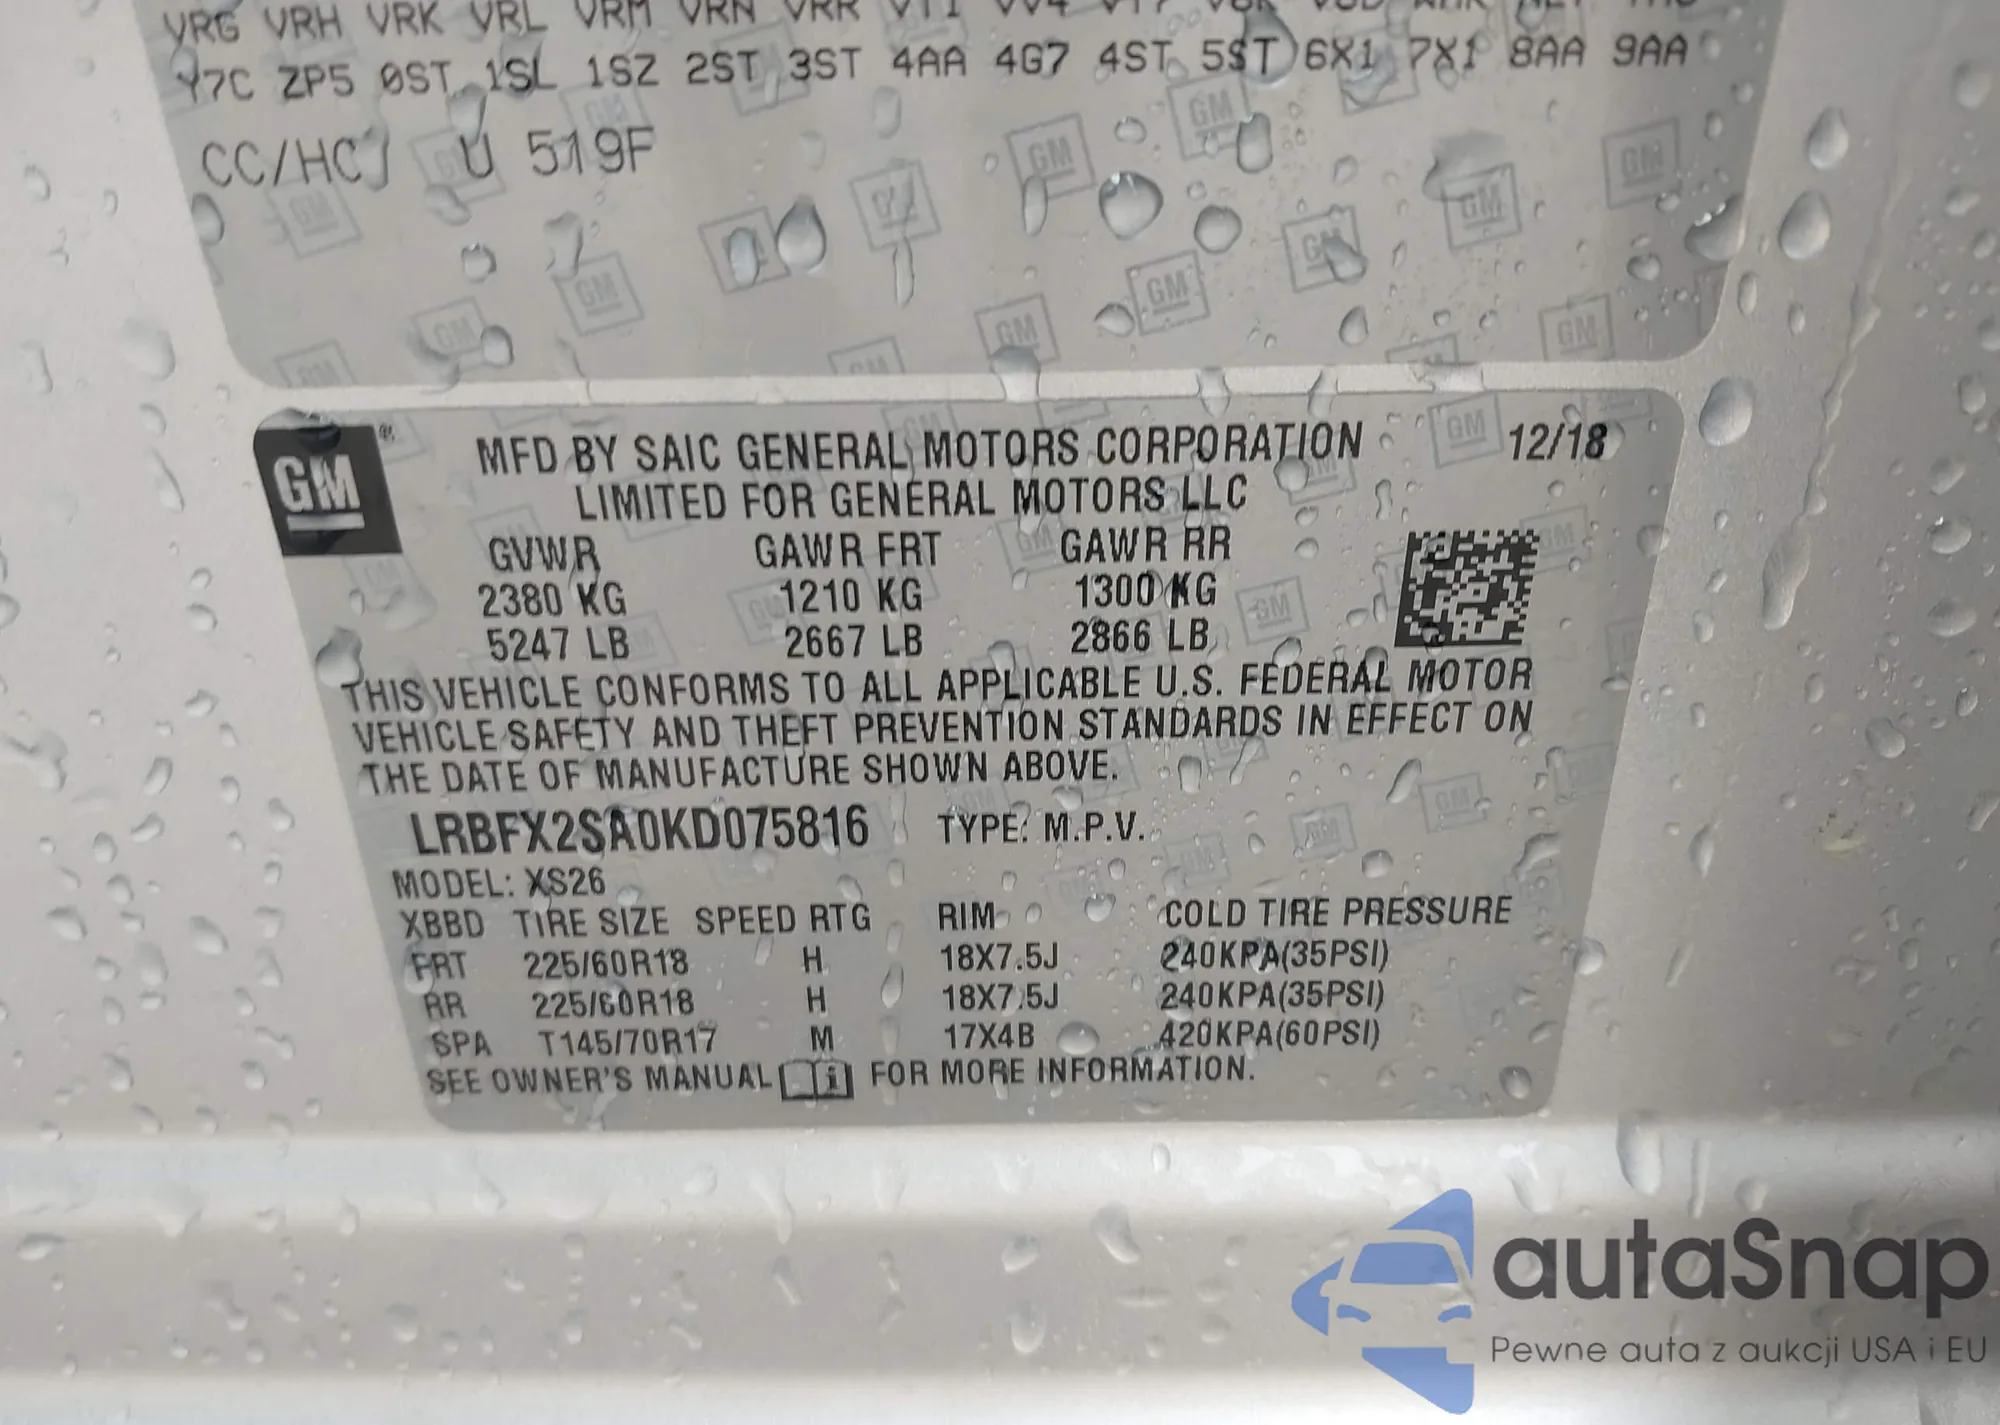 VRG VRH VRK VRL VRM VRN VRR VT1 VV4
Y7C ZP5 0ST 1SL 1SZ 2ST 3ST 4AA 4G7 4ST 5ST 6X1 7X1 8AA 9AA
CC/HC U 519F
GM ®
MFD BY SAIC GENERAL MOTORS CORPORATION 12/18
LIMITED FOR GENERAL MOTORS LLC
GVWR GAWR FRT GAWR RR
2380 KG 1210 KG 1300 KG
5247 LB 2667 LB 2866 LB
THIS VEHICLE CONFORMS TO ALL APPLICABLE U.S. FEDERAL MOTOR
VEHICLE SAFETY AND THEFT PREVENTION STANDARDS IN EFFECT ON
THE DATE OF MANUFACTURE SHOWN ABOVE.
LRBFX2SA0KD075816 TYPE: M.P.V.
MODEL: XS26
XBBD TIRE SIZE SPEED RTG RIM COLD TIRE PRESSURE
FRT 225/60R18 H 18X7.5J 240KPA(35PSI)
RR 225/60R18 H 18X7.5J 240KPA(35PSI)
SPA T145/70R17 M 17X4B 420KPA(60PSI)
SEE OWNER'S MANUAL FOR MORE INFORMATION.
autaSnap
Pewne auta z aukcji USA i EU